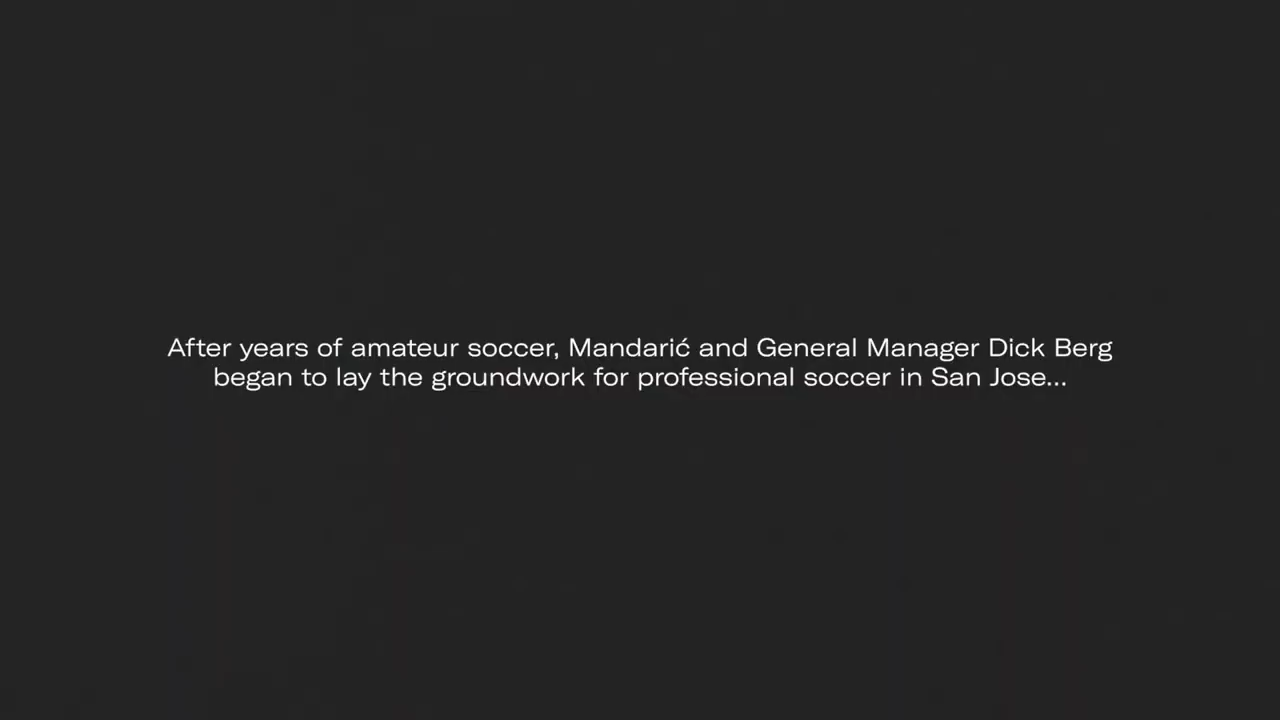 After years of amateur soccer, Mandarić and General Manager Dick Berg
began to lay the groundwork for professional soccer in San Jose...